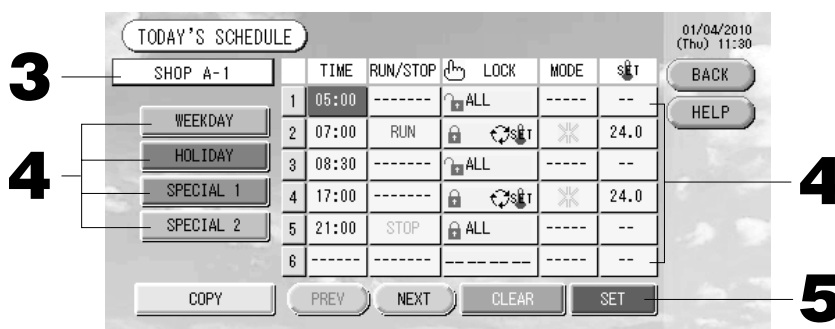 TODAY'S SCHEDULE
01/04/2010
(Thu) 11:30
3
SHOP A-1
TIME RUN/STOP LOCK MODE SET
BACK
HELP
1 05:00 ------- ALL ----- --
2 07:00 RUN SET 24.0
3 08:30 ------- ALL ----- --
4 17:00 ------- SET 24.0
5 21:00 STOP ALL ----- --
6 ------ ------- --------- ----- --
4
WEEKDAY
HOLIDAY
SPECIAL 1
SPECIAL 2
4
COPY PREV NEXT CLEAR SET
5